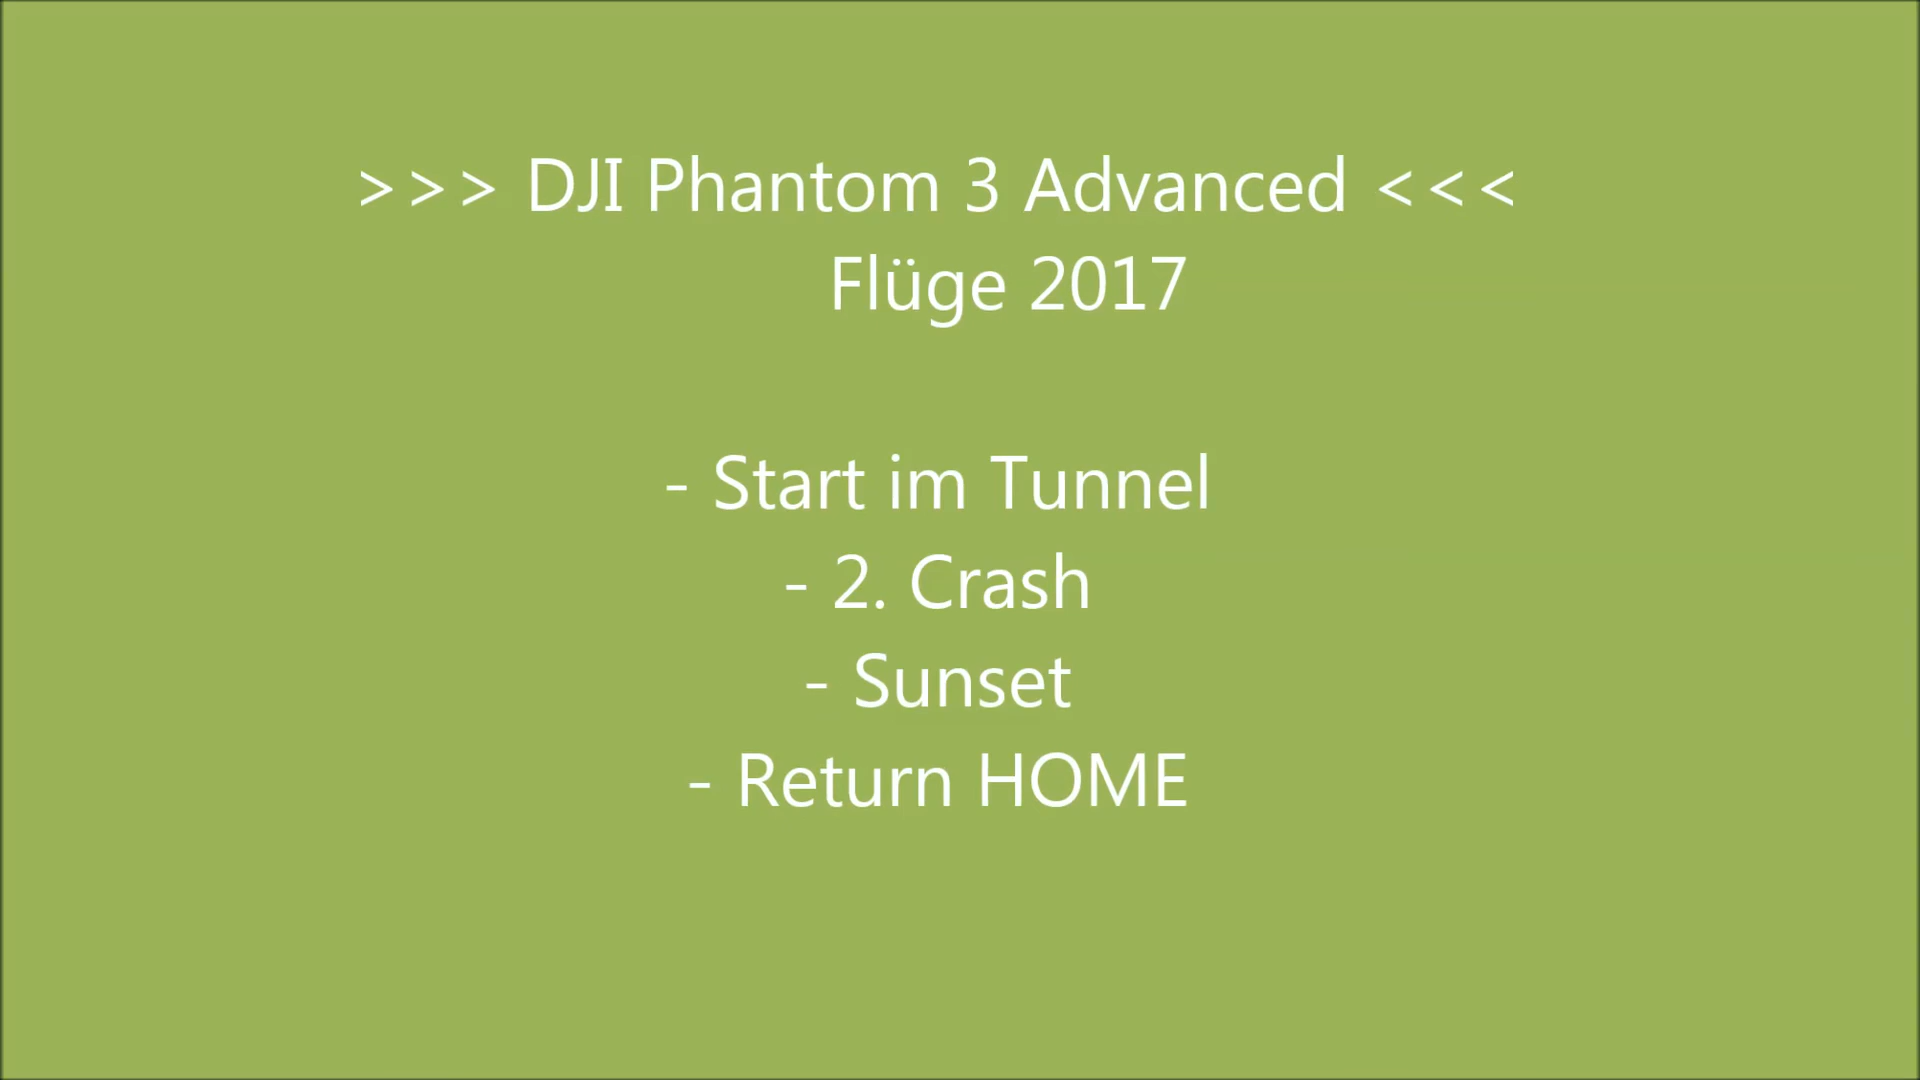 >>> DJI Phantom 3 Advanced <<<
Flüge 2017
- Start im Tunnel
- 2. Crash
- Sunset
- Return HOME